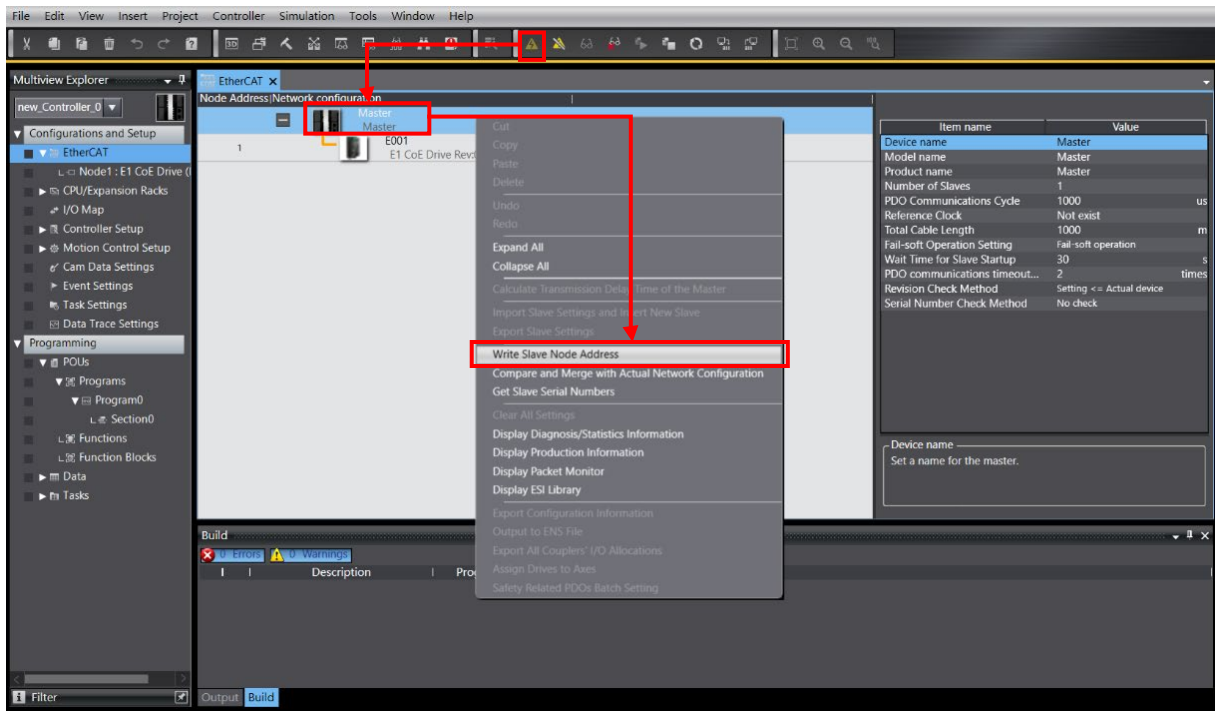 File Edit View Insert Project Controller Simulation Tools Window Help
Multiview Explorer
new_Controller_0
Configurations and Setup
EtherCAT
Node1 : E1 CoE Drive (
CPU/Expansion Racks
I/O Map
Controller Setup
Motion Control Setup
Cam Data Settings
Event Settings
Task Settings
Data Trace Settings
Programming
POUs
Programs
Program0
Section0
Functions
Function Blocks
Data
Tasks
Filter
EtherCAT
Node Address Network configuration
Master
Master
1 E001
E1 CoE Drive Rev:
Cut
Copy
Paste
Delete
Undo
Redo
Expand All
Collapse All
Calculate Transmission Delay Time of the Master
Import Slave Settings and Insert New Slave
Export Slave Settings
Write Slave Node Address
Compare and Merge with Actual Network Configuration
Get Slave Serial Numbers
Clear All Settings
Display Diagnosis/Statistics Information
Display Production Information
Display Packet Monitor
Display ESI Library
Export Configuration Information
Output to ENS File
Export All Couplers' I/O Allocations
Assign Drives to Axes
Safety Related PDOs Batch Setting
Item name Value
Device name Master
Model name Master
Product name Master
Number of Slaves 1
PDO Communications Cycle 1000 us
Reference Clock Not exist
Total Cable Length 1000 m
Fail-soft Operation Setting Fail-soft operation
Wait Time for Slave Startup 30 s
PDO communications timeout... 2 times
Revision Check Method Setting <= Actual device
Serial Number Check Method No check
Device name
Set a name for the master.
Build
0 Errors 0 Warnings
Description Pro
Output Build